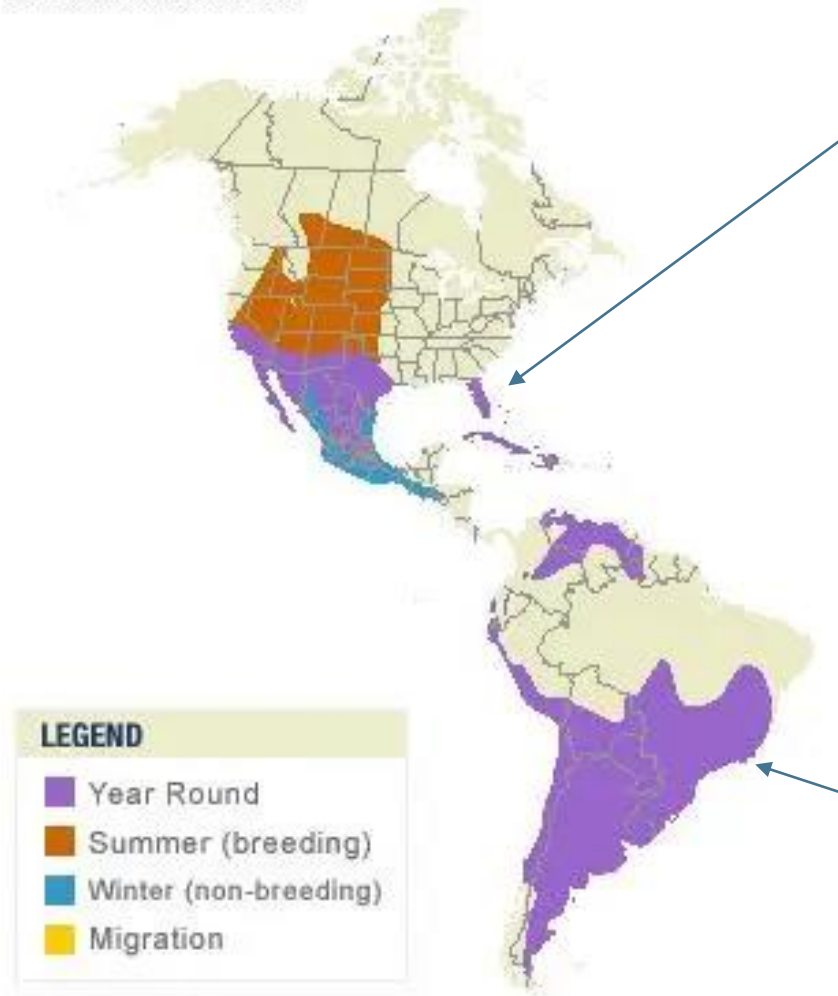 LEGEND
Year Round
Summer (breeding)
Winter (non-breeding)
Migration